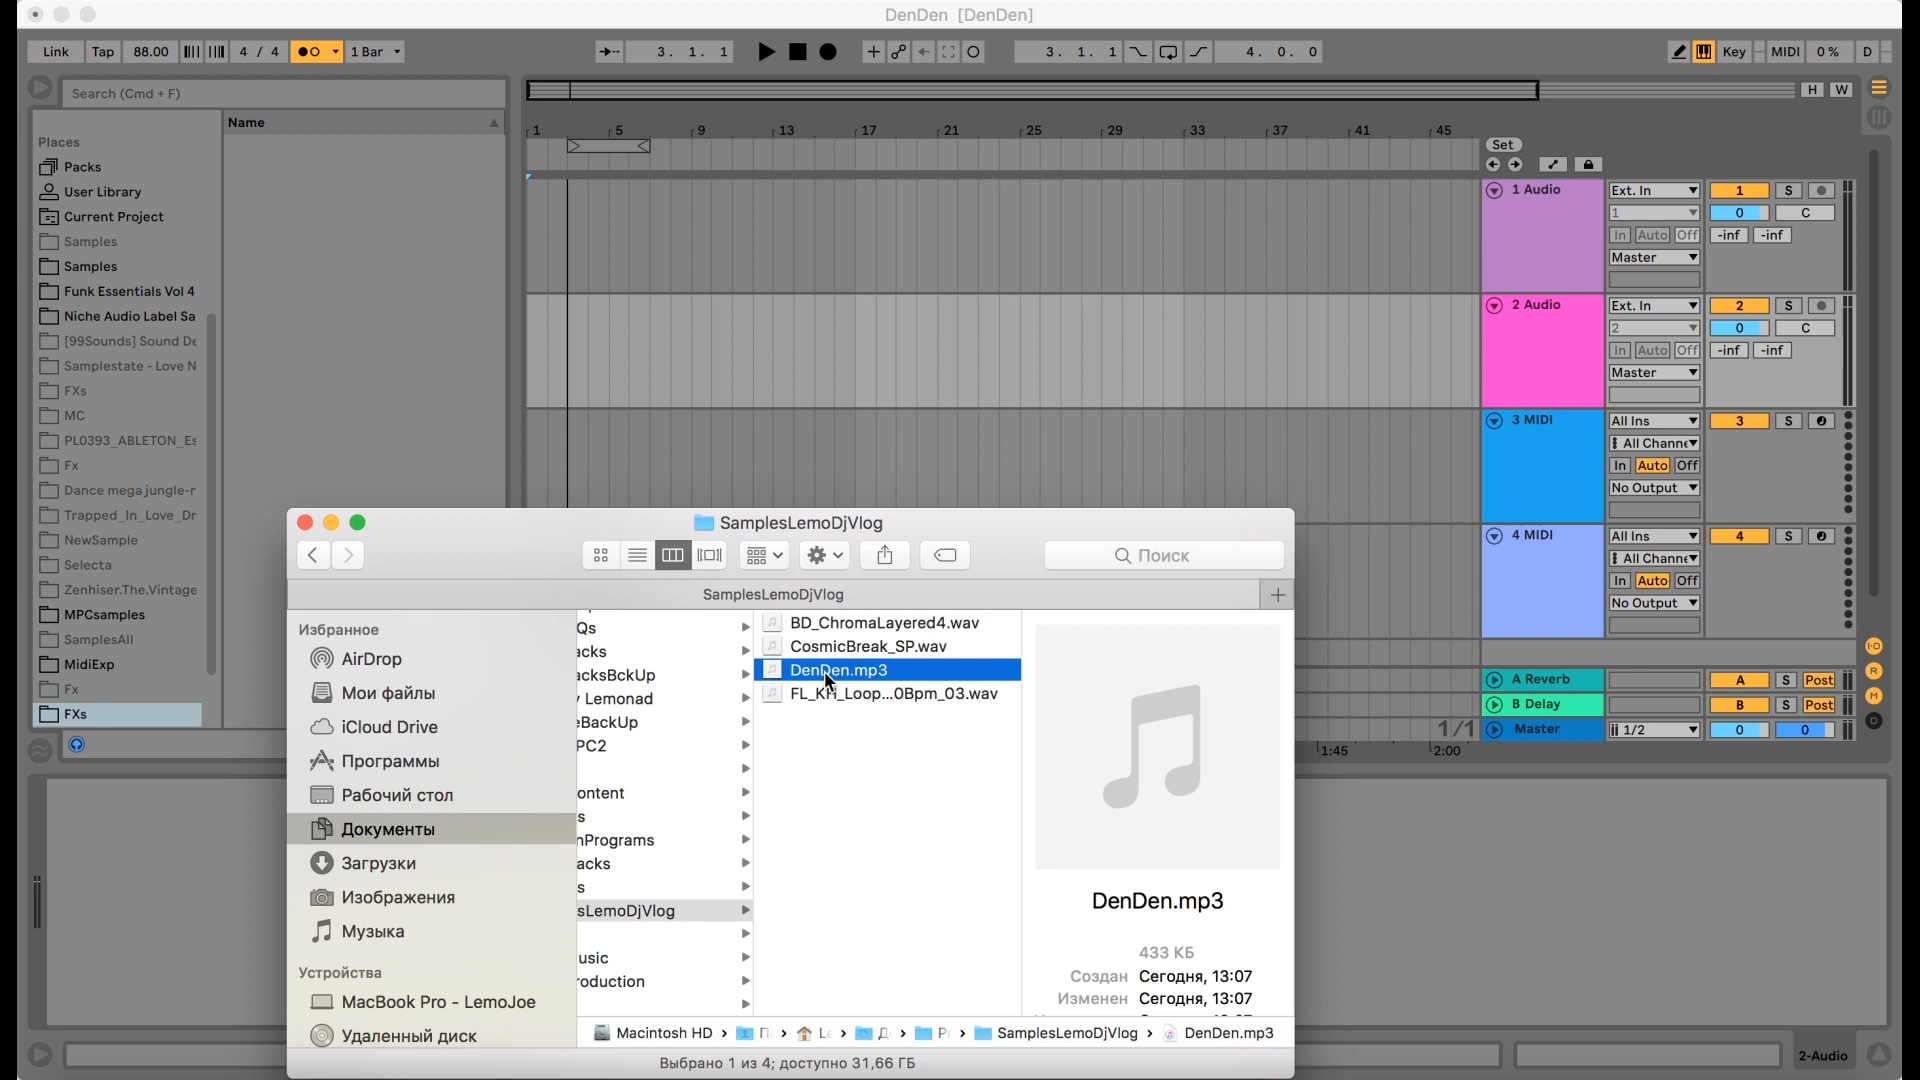 DenDen [DenDen]
Link Tap 88.00 4 / 4 1 Bar 3. 1. 1 3. 1. 1 4. 0. 0 Key MIDI 0 % D
Search (Cmd + F)
H W
Name
Places
Packs
User Library
Current Project
Samples
Samples
Funk Essentials Vol 4
Niche Audio Label Sa
[99Sounds] Sound De
Samplestate - Love N
FXs
MC
PL0393_ABLETON_Es
Fx
Dance mega jungle-r
Trapped_In_Love_Dr
NewSample
Selecta
Zenhiser.The.Vintage
MPCsamples
SamplesAll
MidiExp
Fx
FXs
1 5 9 13 17 21 25 29 33 37 41 45
Set
1 Audio Ext. In 1 S
1 0 C
In Auto Off -inf -inf
Master
2 Audio Ext. In 2 S
2 0 C
In Auto Off -inf -inf
Master
3 MIDI All Ins 3 S
All Channe
In Auto Off
No Output
4 MIDI All Ins 4 S
All Channe
In Auto Off
No Output
A Reverb A S Post
B Delay B S Post
1/1 Master 1/2 0 0
1:45 2:00
I·O
R
M
D
SamplesLemoDjVlog
Поиск
SamplesLemoDjVlog
Избранное
AirDrop
Мои файлы
iCloud Drive
Программы
Рабочий стол
Документы
Загрузки
Изображения
Музыка
Устройства
MacBook Pro - LemoJoe
Удаленный диск
Qs
acks
acksBckUp
Lemonad
eBackUp
PC2
ontent
s
nPrograms
acks
s
sLemoDjVlog
usic
roduction
BD_ChromaLayered4.wav
CosmicBreak_SP.wav
DenDen.mp3
FL_KH_Loop...0Bpm_03.wav
DenDen.mp3
433 КБ
Создан Сегодня, 13:07
Изменен Сегодня, 13:07
Macintosh HD › П › Le › Д › Pr › SamplesLemoDjVlog › DenDen.mp3
Выбрано 1 из 4; доступно 31,66 ГБ
2-Audio